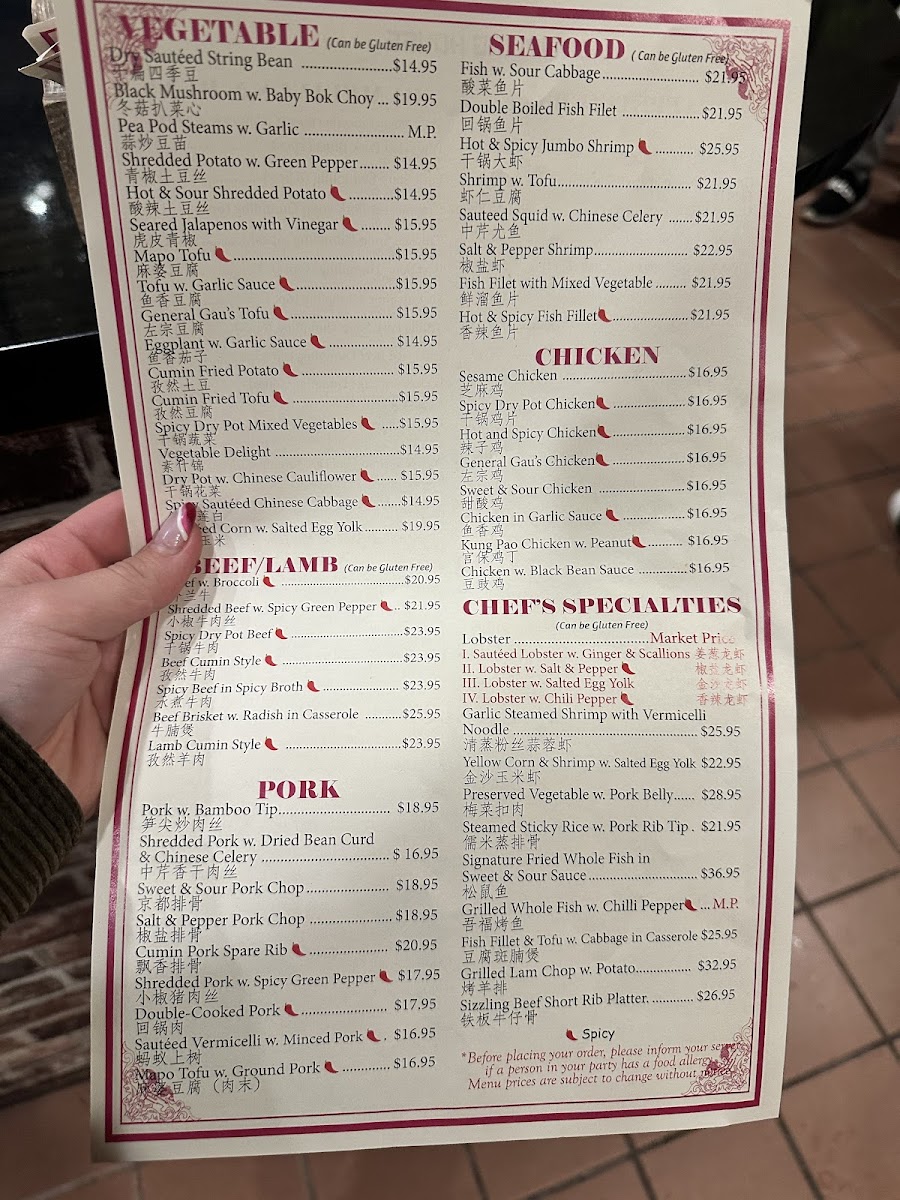 VEGETABLE (Can be Gluten Free)
Dry Sautéed String Bean ........................$14.95
干煸四季豆
Black Mushroom w. Baby Bok Choy ... $19.95
冬菇扒菜心
Pea Pod Steams w. Garlic ...................... M.P.
蒜炒豆苗
Shredded Potato w. Green Pepper....... $14.95
青椒土豆丝
Hot & Sour Shredded Potato ...........$14.95
酸辣土豆丝
Seared Jalapenos with Vinegar ........ $15.95
虎皮青椒
Mapo Tofu .......................................$15.95
麻婆豆腐
Tofu w. Garlic Sauce ........................$15.95
鱼香豆腐
General Gau's Tofu .......................... $15.95
左宗豆腐
Eggplant w. Garlic Sauce ................. $14.95
鱼香茄子
Cumin Fried Potato ......................... $15.95
孜然土豆
Cumin Fried Tofu .............................$15.95
孜然豆腐
Spicy Dry Pot Mixed Vegetables .....$15.95
干锅蔬菜
Vegetable Delight ................................$14.95
素什锦
Dry Pot w. Chinese Cauliflower ...... $15.95
干锅花菜
Spicy Sautéed Chinese Cabbage ......$14.95
莲白
Corn w. Salted Egg Yolk......... $19.95
玉米
BEEF/LAMB (Can be Gluten Free)
w. Broccoli ...............................$20.95
兰牛
Shredded Beef w. Spicy Green Pepper .. $21.95
小椒牛肉丝
Spicy Dry Pot Beef ..............................$23.95
干锅牛肉
Beef Cumin Style ................................$23.95
孜然牛肉
Spicy Beef in Spicy Broth ..................... $23.95
水煮牛肉
Beef Brisket w. Radish in Casserole ..........$25.95
牛腩煲
Lamb Cumin Style ...............................$23.95
孜然羊肉
PORK
Pork w. Bamboo Tip............................ $18.95
笋尖炒肉丝
Shredded Pork w. Dried Bean Curd
& Chinese Celery ................................ $ 16.95
中芹香干肉丝
Sweet & Sour Pork Chop..................... $18.95
京都排骨
Salt & Pepper Pork Chop .....................$18.95
椒盐排骨
Cumin Pork Spare Rib .................... $20.95
飘香排骨
Shredded Pork w. Spicy Green Pepper $17.95
小椒猪肉丝
Double-Cooked Pork ...................... $17.95
回锅肉
Sautéed Vermicelli w. Minced Pork . $16.95
蚂蚁上树
Mapo Tofu w. Ground Pork ............ $16.95
麻婆豆腐（肉末）
SEAFOOD ( Can be Gluten Free)
Fish w. Sour Cabbage........................ $21.95
酸菜鱼片
Double Boiled Fish Filet ....................$21.95
回锅鱼片
Hot & Spicy Jumbo Shrimp .......... $25.95
干锅大虾
Shrimp w. Tofu................................. $21.95
虾仁豆腐
Sauteed Squid w. Chinese Celery ......$21.95
中芹尤鱼
Salt & Pepper Shrimp....................... $22.95
椒盐虾
Fish Filet with Mixed Vegetable ......... $21.95
鲜溜鱼片
Hot & Spicy Fish Fillet ...................$21.95
香辣鱼片
CHICKEN
Sesame Chicken .................................$16.95
芝麻鸡
Spicy Dry Pot Chicken ...................$16.95
干锅鸡片
Hot and Spicy Chicken ...................$16.95
辣子鸡
General Gau's Chicken ....................$16.95
左宗鸡
Sweet & Sour Chicken .......................$16.95
甜酸鸡
Chicken in Garlic Sauce ..................$16.95
鱼香鸡
Kung Pao Chicken w. Peanut .......... $16.95
宫保鸡丁
Chicken w. Black Bean Sauce .............$16.95
豆豉鸡
CHEF'S SPECIALTIES
(Can be Gluten Free)
Lobster ....................................Market Price
I. Sautéed Lobster w. Ginger & Scallions 姜葱龙虾
II. Lobster w. Salt & Pepper 椒盐龙虾
III. Lobster w. Salted Egg Yolk 金沙龙虾
IV. Lobster w. Chili Pepper 香辣龙虾
Garlic Steamed Shrimp with Vermicelli
Noodle ................................................ $25.95
清蒸粉丝蒜蓉虾
Yellow Corn & Shrimp w. Salted Egg Yolk $22.95
金沙玉米虾
Preserved Vegetable w. Pork Belly...... $28.95
梅菜扣肉
Steamed Sticky Rice w. Pork Rib Tip . $21.95
儒米蒸排骨
Signature Fried Whole Fish in
Sweet & Sour Sauce ........................... $36.95
松鼠鱼
Grilled Whole Fish w. Chilli Pepper ... M.P.
吾福烤鱼
Fish Fillet & Tofu w. Cabbage in Casserole $25.95
豆腐斑腩煲
Grilled Lam Chop w. Potato............... $32.95
烤羊排
Sizzling Beef Short Rib Platter. ........... $26.95
铁板牛仔骨
Spicy
*Before placing your order, please inform your server
if a person in your party has a food allergy.
Menu prices are subject to change without notice.